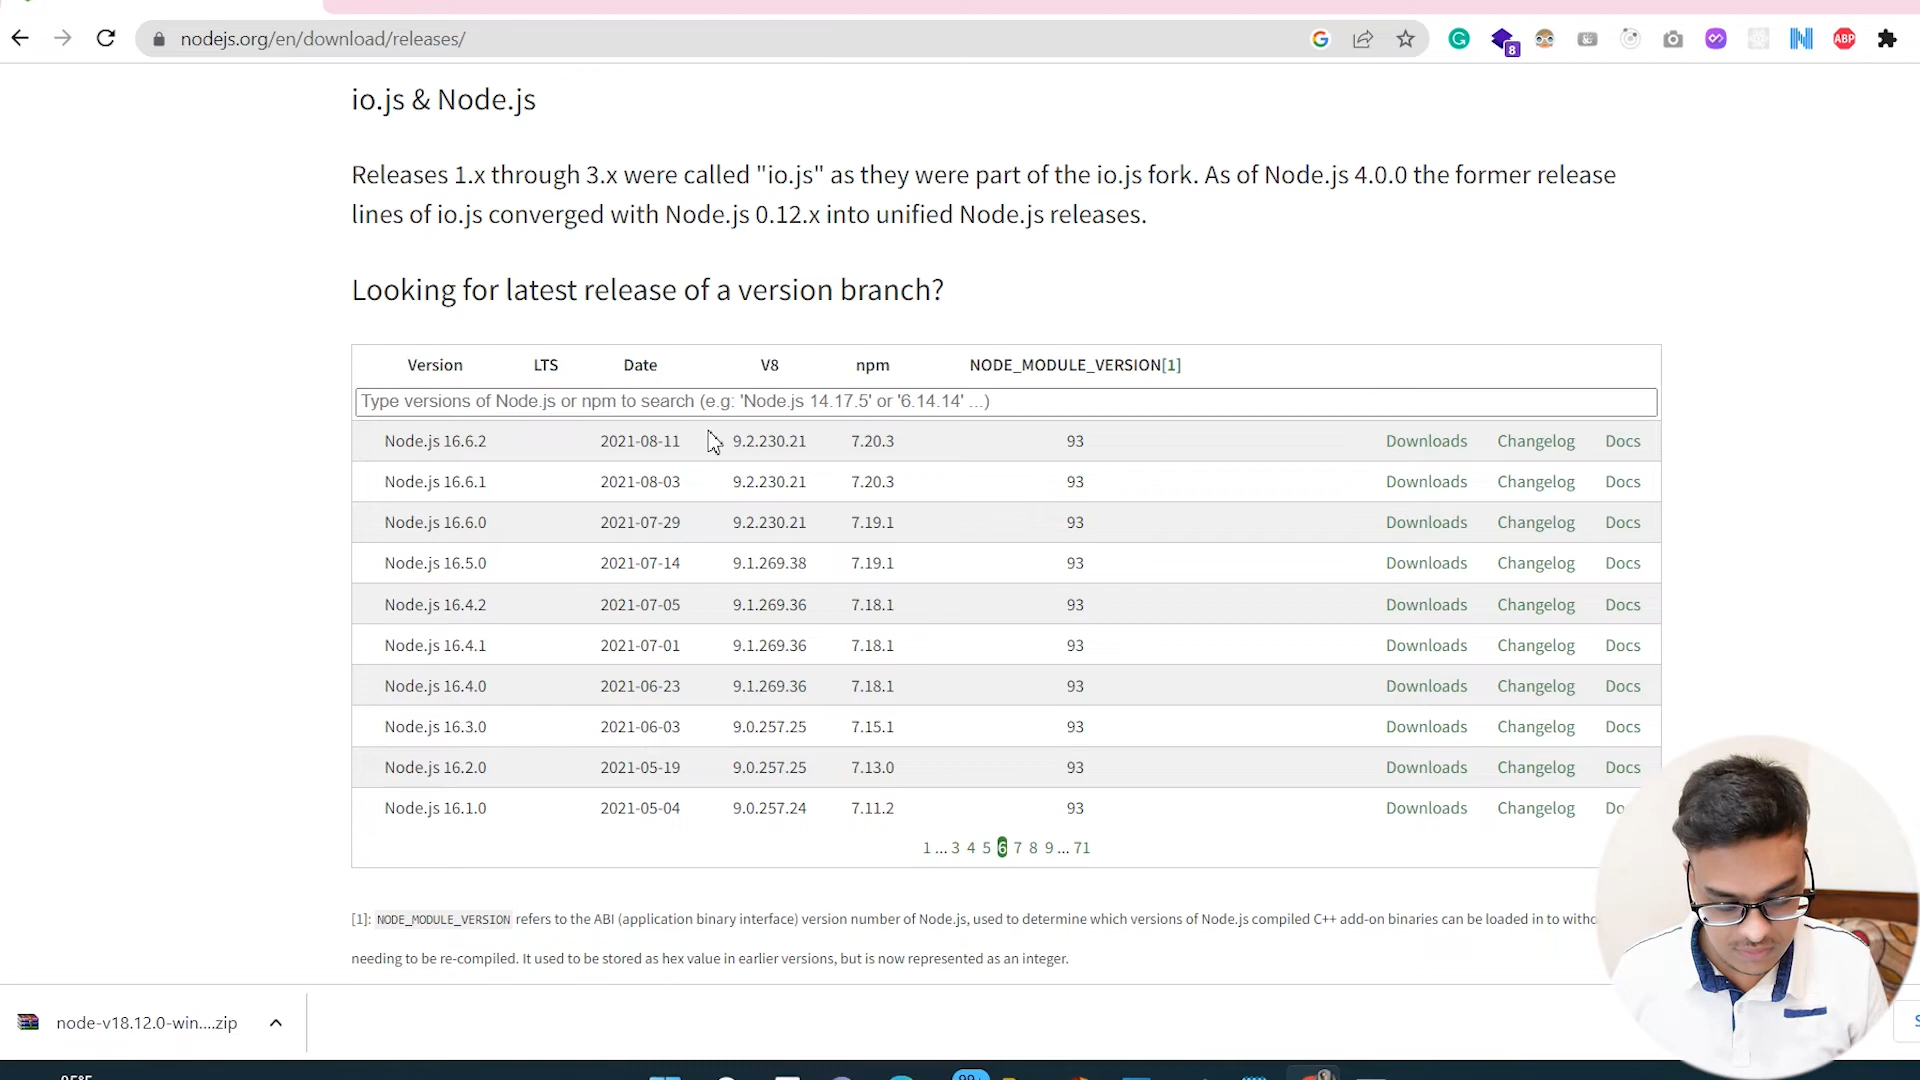 nodejs.org/en/download/releases/
8
ABP
io.js & Node.js
Releases 1.x through 3.x were called "io.js" as they were part of the io.js fork. As of Node.js 4.0.0 the former release
lines of io.js converged with Node.js 0.12.x into unified Node.js releases.
Looking for latest release of a version branch?
Version LTS Date V8 npm NODE_MODULE_VERSION[1]
Type versions of Node.js or npm to search (e.g: 'Node.js 14.17.5' or '6.14.14' ...)
Node.js 16.6.2 2021-08-11 9.2.230.21 7.20.3 93 Downloads Changelog Docs
Node.js 16.6.1 2021-08-03 9.2.230.21 7.20.3 93 Downloads Changelog Docs
Node.js 16.6.0 2021-07-29 9.2.230.21 7.19.1 93 Downloads Changelog Docs
Node.js 16.5.0 2021-07-14 9.1.269.38 7.19.1 93 Downloads Changelog Docs
Node.js 16.4.2 2021-07-05 9.1.269.36 7.18.1 93 Downloads Changelog Docs
Node.js 16.4.1 2021-07-01 9.1.269.36 7.18.1 93 Downloads Changelog Docs
Node.js 16.4.0 2021-06-23 9.1.269.36 7.18.1 93 Downloads Changelog Docs
Node.js 16.3.0 2021-06-03 9.0.257.25 7.15.1 93 Downloads Changelog Docs
Node.js 16.2.0 2021-05-19 9.0.257.25 7.13.0 93 Downloads Changelog Docs
Node.js 16.1.0 2021-05-04 9.0.257.24 7.11.2 93 Downloads Changelog
1 ... 3 4 5 6 7 8 9 ... 71
[1]: NODE_MODULE_VERSION refers to the ABI (application binary interface) version number of Node.js, used to determine which versions of Node.js compiled C++ add-on binaries can be loaded in to
needing to be re-compiled. It used to be stored as hex value in earlier versions, but is now represented as an integer.
node-v18.12.0-win....zip